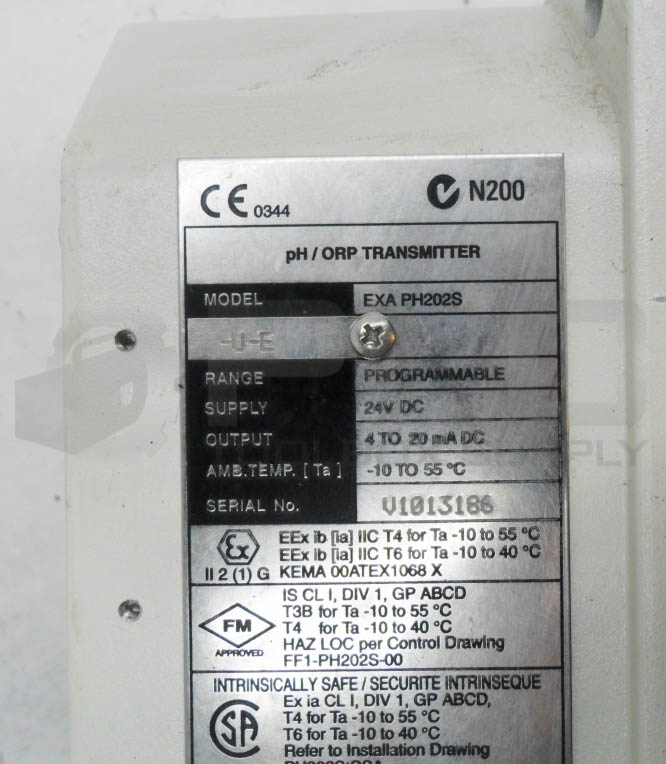 CE 0344 N200
pH / ORP TRANSMITTER
MODEL EXA PH202S
-U-E
RANGE PROGRAMMABLE
SUPPLY 24V DC
OUTPUT 4 TO 20 mA DC
AMB.TEMP. [ Ta ] -10 TO 55 °C
SERIAL No. V1013186
Ex EEx ib [ia] IIC T4 for Ta -10 to 55 °C
EEx ib [ia] IIC T6 for Ta -10 to 40 °C
II 2 (1) G KEMA 00ATEX1068 X
IS CL I, DIV 1, GP ABCD
T3B for Ta -10 to 55 °C
FM T4 for Ta -10 to 40 °C
APPROVED HAZ LOC per Control Drawing
FF1-PH202S-00
INTRINSICALLY SAFE / SECURITE INTRINSEQUE
Ex ia CL I, DIV 1, GP ABCD,
SA T4 for Ta -10 to 55 °C
T6 for Ta -10 to 40 °C
Refer to Installation Drawing